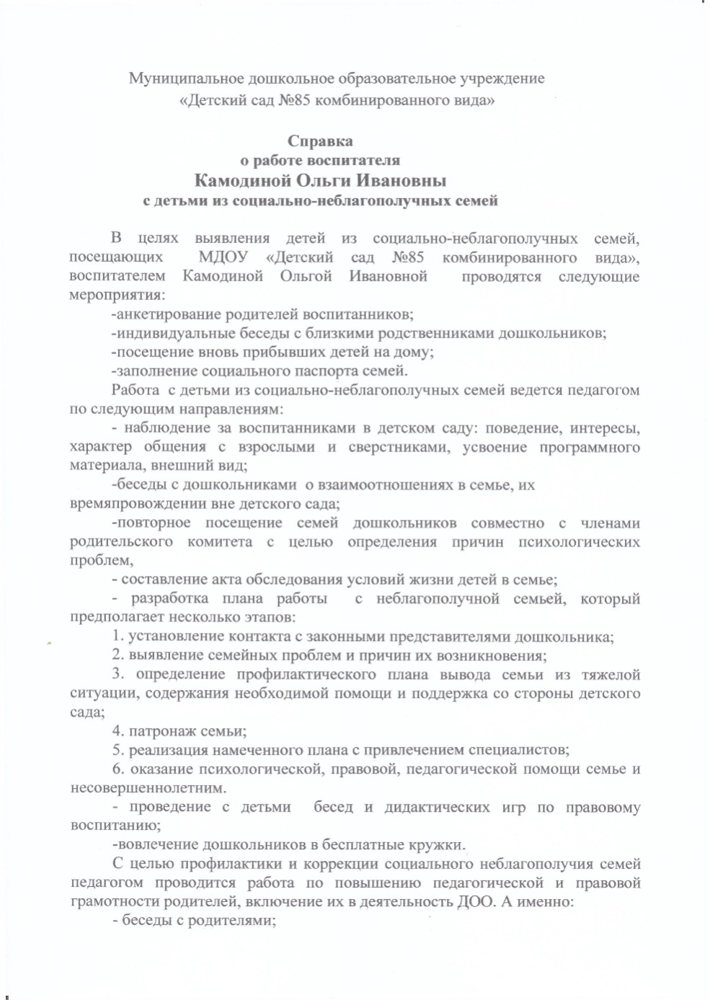 Муниципальное дошкольное образовательное учреждение
«Детский сад №85 комбинированного вида»
Справка
о работе воспитателя
Камодиной Ольги Ивановны
с детьми из социально-неблагополучных семей
В целях выявления детей из социально-неблагополучных семей,
посещающих МДОУ «Детский сад №85 комбинированного вида»,
воспитателем Камодиной Ольгой Ивановной проводятся следующие
мероприятия:
-анкетирование родителей воспитанников;
-индивидуальные беседы с близкими родственниками дошкольников;
-посещение вновь прибывших детей на дому;
-заполнение социального паспорта семей.
Работа с детьми из социально-неблагополучных семей ведется педагогом
по следующим направлениям:
- наблюдение за воспитанниками в детском саду: поведение, интересы,
характер общения с взрослыми и сверстниками, усвоение программного
материала, внешний вид;
-беседы с дошкольниками о взаимоотношениях в семье, их
времяпровождении вне детского сада;
-повторное посещение семей дошкольников совместно с членами
родительского комитета с целью определения причин психологических
проблем,
- составление акта обследования условий жизни детей в семье;
- разработка плана работы с неблагополучной семьей, который
предполагает несколько этапов:
1. установление контакта с законными представителями дошкольника;
2. выявление семейных проблем и причин их возникновения;
3. определение профилактического плана вывода семьи из тяжелой
ситуации, содержания необходимой помощи и поддержка со стороны детского
сада;
4. патронаж семьи;
5. реализация намеченного плана с привлечением специалистов;
6. оказание психологической, правовой, педагогической помощи семье и
несовершеннолетним.
- проведение с детьми бесед и дидактических игр по правовому
воспитанию;
-вовлечение дошкольников в бесплатные кружки.
С целью профилактики и коррекции социального неблагополучия семей
педагогом проводится работа по повышению педагогической и правовой
грамотности родителей, включение их в деятельность ДОО. А именно:
- беседы с родителями;